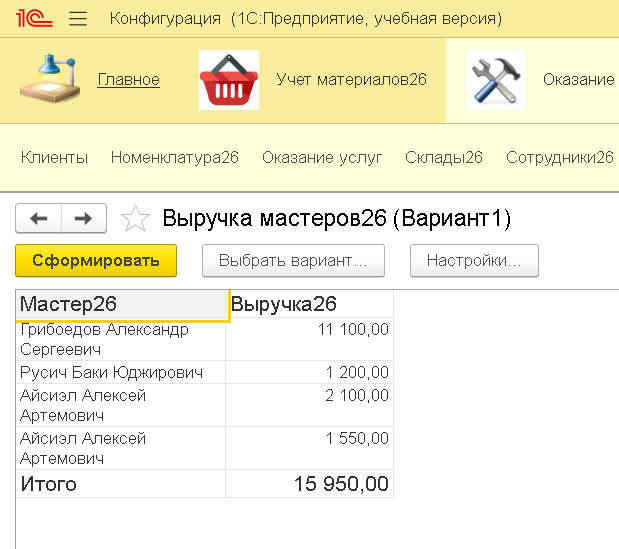 1С Конфигурация (1С:Предприятие, учебная версия)
Главное Учет материалов26 Оказание
Клиенты Номенклатура26 Оказание услуг Склады26 Сотрудники26
Выручка мастеров26 (Вариант1)
Сформировать Выбрать вариант... Настройки...
Мастер26 Выручка26
Грибоедов Александр 11 100,00
Сергеевич
Русич Баки Юджирович 1 200,00
Айсиэл Алексей 2 100,00
Артемович
Айсиэл Алексей 1 550,00
Артемович
Итого 15 950,00